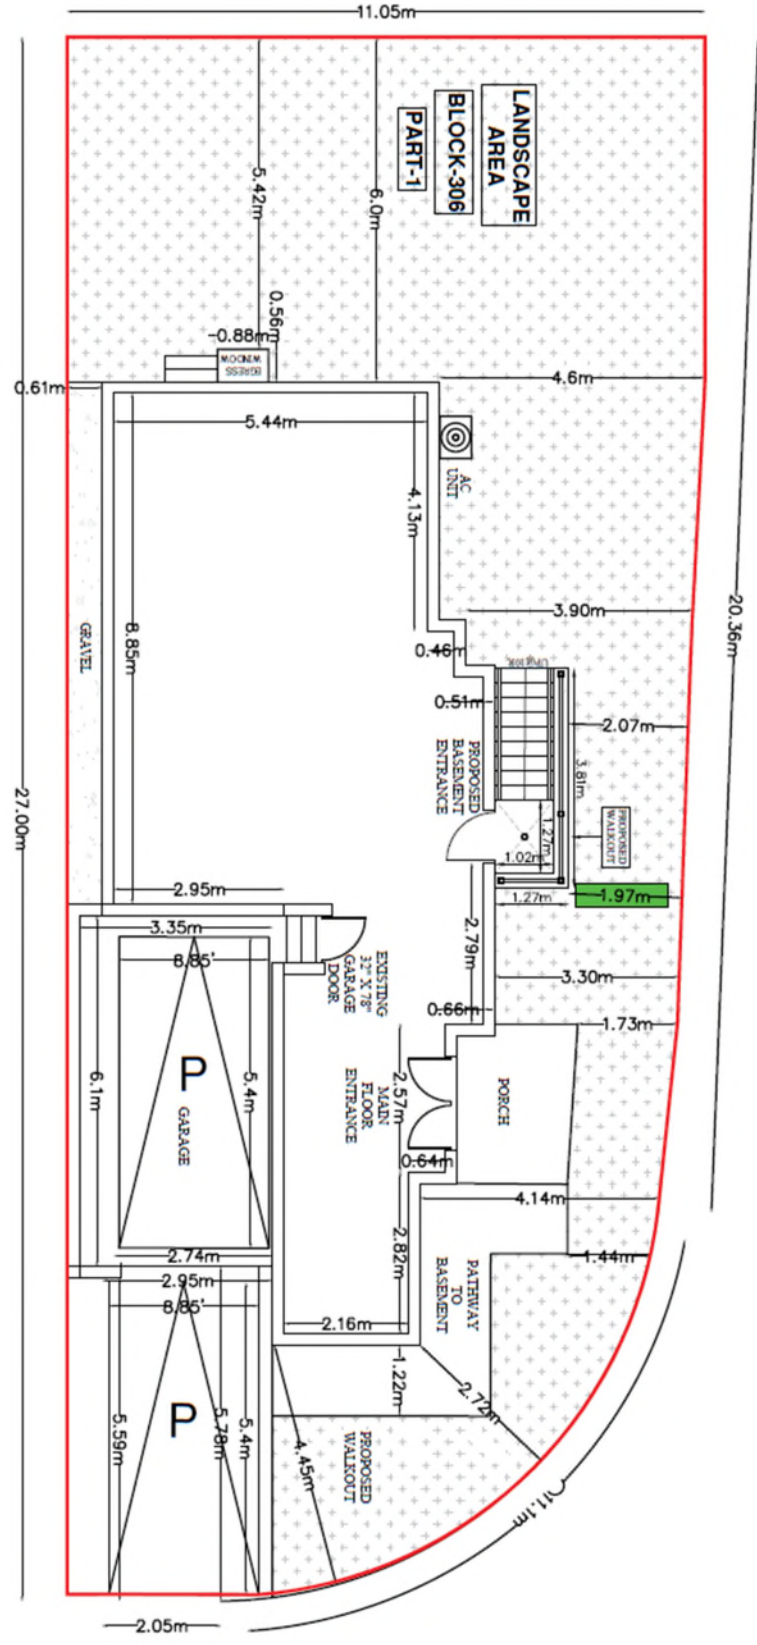 11.05m
LANDSCAPE
AREA
BLOCK-306
PART-1
5.42m
6.0m
0.56m
0.88m
EGRESS
WINDOW
0.61m
4.6m
5.44m
AC
UNIT
4.13m
20.36m
3.90m
GRAVEL
8.85m
0.46m
0.51m
2.07m
PROPOSED
BASEMENT
ENTRANCE
3.81m
PROPOSED
WALKOUT
27.00m
1.27m
1.02m
2.95m
1.27m
1.97m
3.35m
8.85'
2.79m
EXISTING
32" X 78"
GARAGE
DOOR
3.30m
0.66m
1.73m
P
GARAGE
6.1m
5.4m
2.57m
MAIN
FLOOR
ENTRANCE
PORCH
0.64m
4.14m
2.74m
2.82m
1.44m
2.95m
8.85'
PATHWAY
TO
BASEMENT
2.16m
1.22m
2.72m
P
5.59m
5.78m
5.4m
4.45m
PROPOSED
WALKOUT
11.1m
2.05m